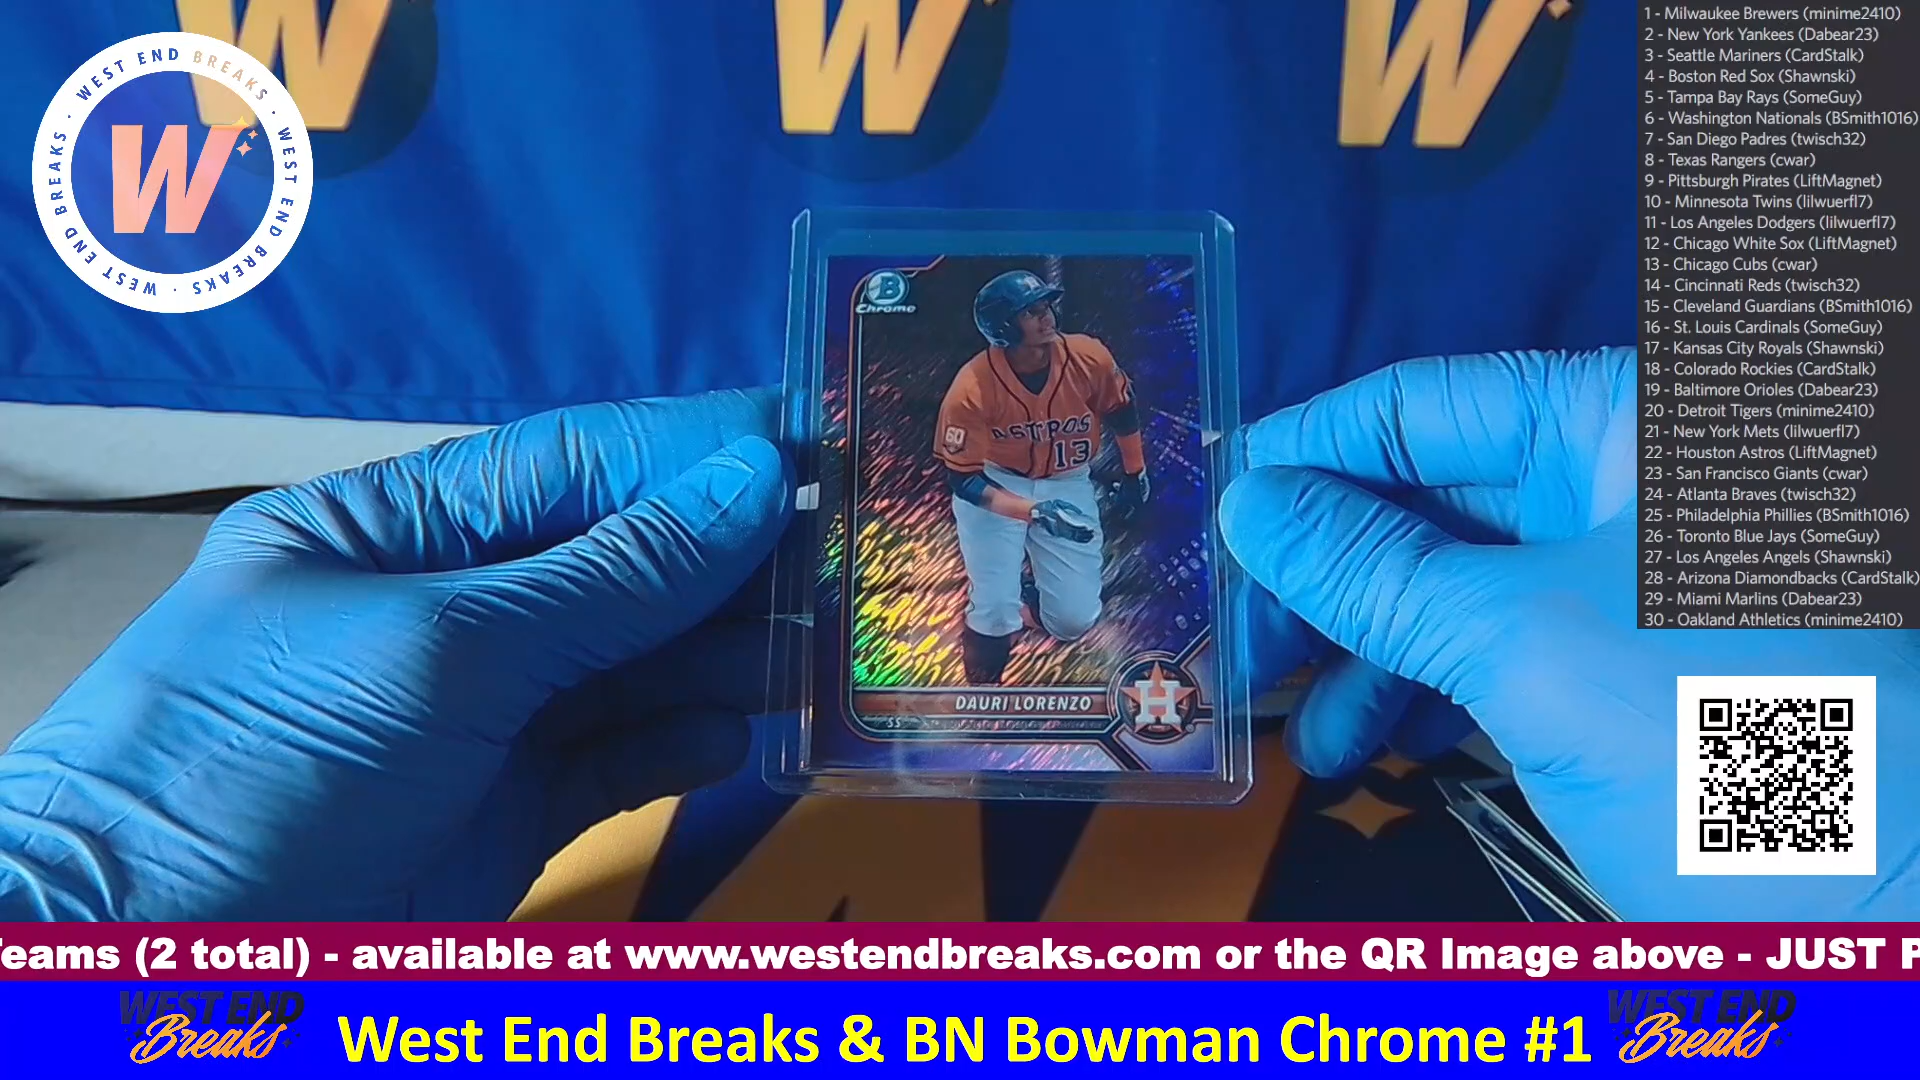 WEST END BREAKS · WEST END BREAKS · WEST END BREAKS ·
W
W
W
W
1 - Milwaukee Brewers (minime2410)
2 - New York Yankees (Dabear23)
3 - Seattle Mariners (CardStalk)
4 - Boston Red Sox (Shawnski)
5 - Tampa Bay Rays (SomeGuy)
6 - Washington Nationals (BSmith1016)
7 - San Diego Padres (twisch32)
8 - Texas Rangers (cwar)
9 - Pittsburgh Pirates (LiftMagnet)
10 - Minnesota Twins (lilwuerfl7)
11 - Los Angeles Dodgers (lilwuerfl7)
12 - Chicago White Sox (LiftMagnet)
13 - Chicago Cubs (cwar)
14 - Cincinnati Reds (twisch32)
15 - Cleveland Guardians (BSmith1016)
16 - St. Louis Cardinals (SomeGuy)
17 - Kansas City Royals (Shawnski)
18 - Colorado Rockies (CardStalk)
19 - Baltimore Orioles (Dabear23)
20 - Detroit Tigers (minime2410)
21 - New York Mets (lilwuerfl7)
22 - Houston Astros (LiftMagnet)
23 - San Francisco Giants (cwar)
24 - Atlanta Braves (twisch32)
25 - Philadelphia Phillies (BSmith1016)
26 - Toronto Blue Jays (SomeGuy)
27 - Los Angeles Angels (Shawnski)
28 - Arizona Diamondbacks (CardStalk)
29 - Miami Marlins (Dabear23)
30 - Oakland Athletics (minime2410)
B
Chrome
60
ASTROS
13
DAURI LORENZO
SS
H
Teams (2 total) - available at www.westendbreaks.com or the QR Image above - JUST P
WEST END
Breaks
West End Breaks & BN Bowman Chrome #1
WEST END
Breaks